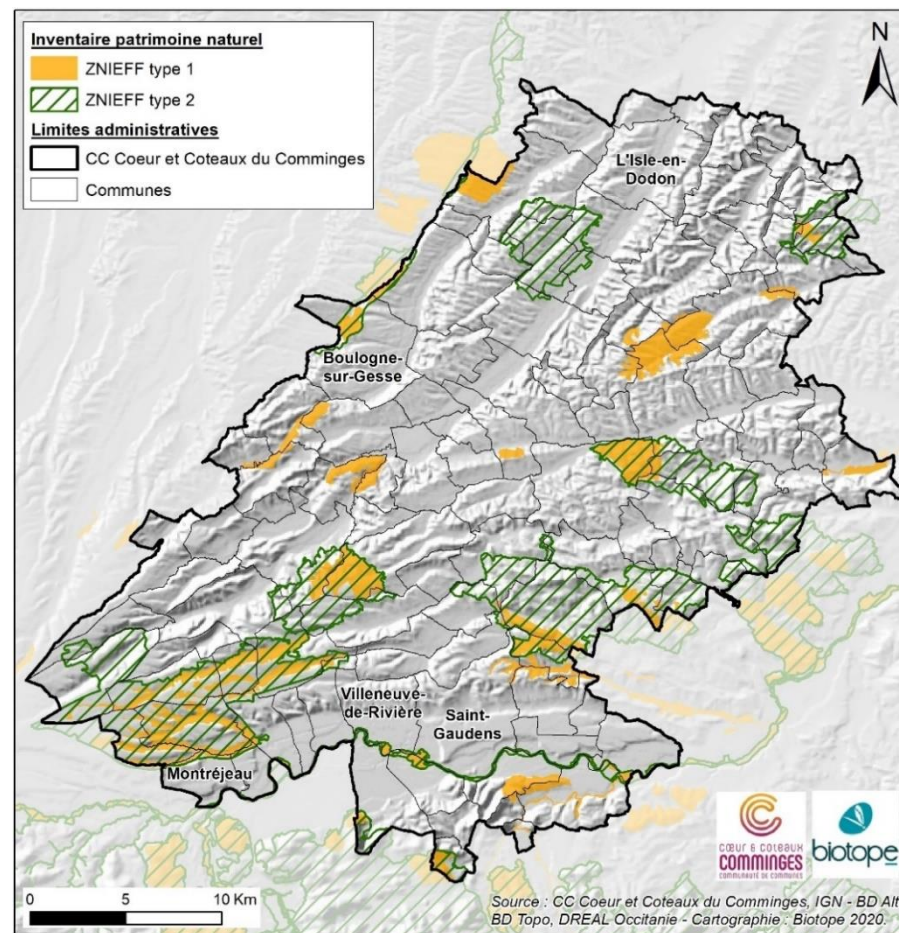 Inventaire patrimoine naturel
ZNIEFF type 1
ZNIEFF type 2
Limites administratives
CC Coeur et Coteaux du Comminges
Communes
N
L'Isle-en-
Dodon
Boulogne-
sur-Gesse
Villeneuve-
de-Rivière
Saint-
Gaudens
Montréjeau
0 5 10 Km
CŒUR & COTEAUX
COMMINGES
COMMUNAUTÉ DE COMMUNES
biotope
Source : CC Coeur et Coteaux du Comminges, IGN - BD Alt
BD Topo, DREAL Occitanie - Cartographie : Biotope 2020.